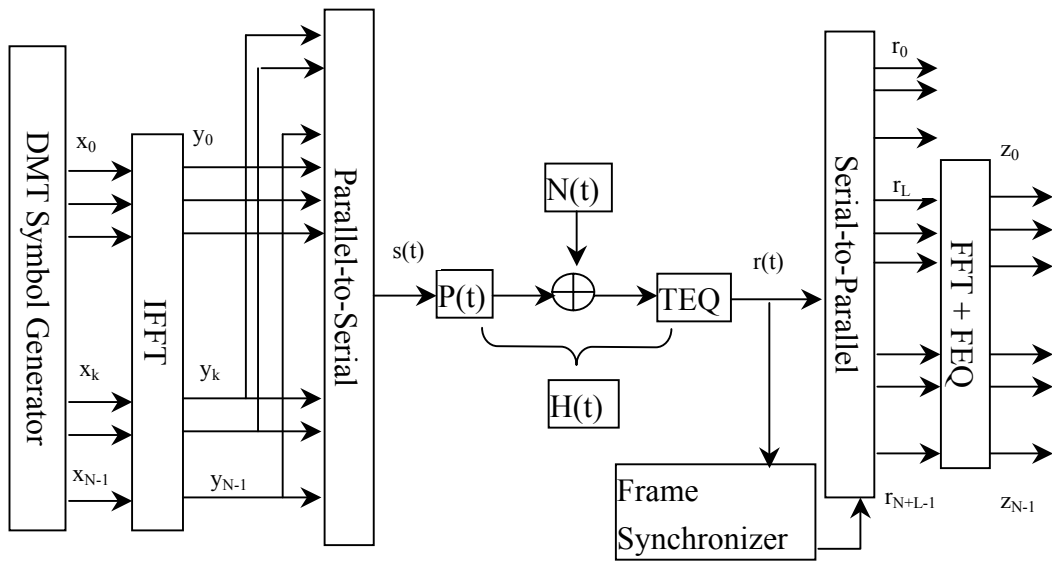 DMT Symbol Generator
x0
xk
xN-1
IFFT
y0
yk
yN-1
Parallel-to-Serial
s(t)
P(t)
N(t)
TEQ
H(t)
r(t)
Frame
Synchronizer
Serial-to-Parallel
r0
rL
rN+L-1
FFT + FEQ
z0
zN-1